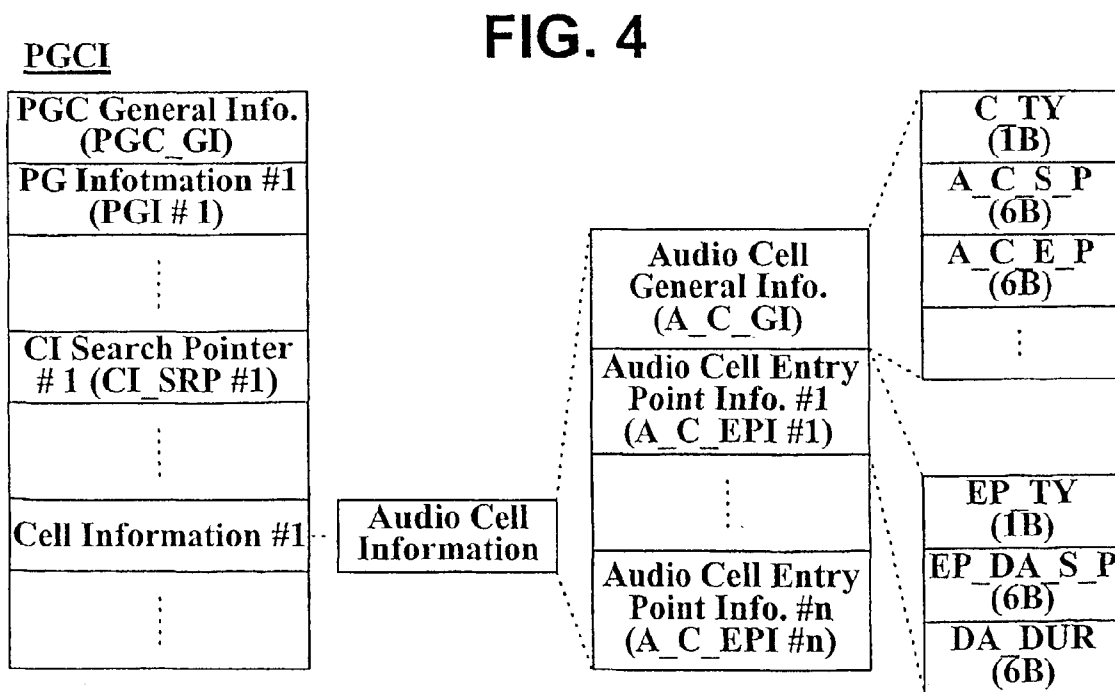 FIG. 4
PGCI
PGC General Info.
(PGC_GI)
PG Infotmation #1
(PGI # 1)
CI Search Pointer
# 1 (CI_SRP #1)
Cell Information #1
Audio Cell
Information
Audio Cell
General Info.
(A_C_GI)
Audio Cell Entry
Point Info. #1
(A_C_EPI #1)
Audio Cell Entry
Point Info. #n
(A_C_EPI #n)
C_TY
(1B)
A_C_S_P
(6B)
A_C_E_P
(6B)
EP_TY
(1B)
EP_DA_S_P
(6B)
DA_DUR
(6B)